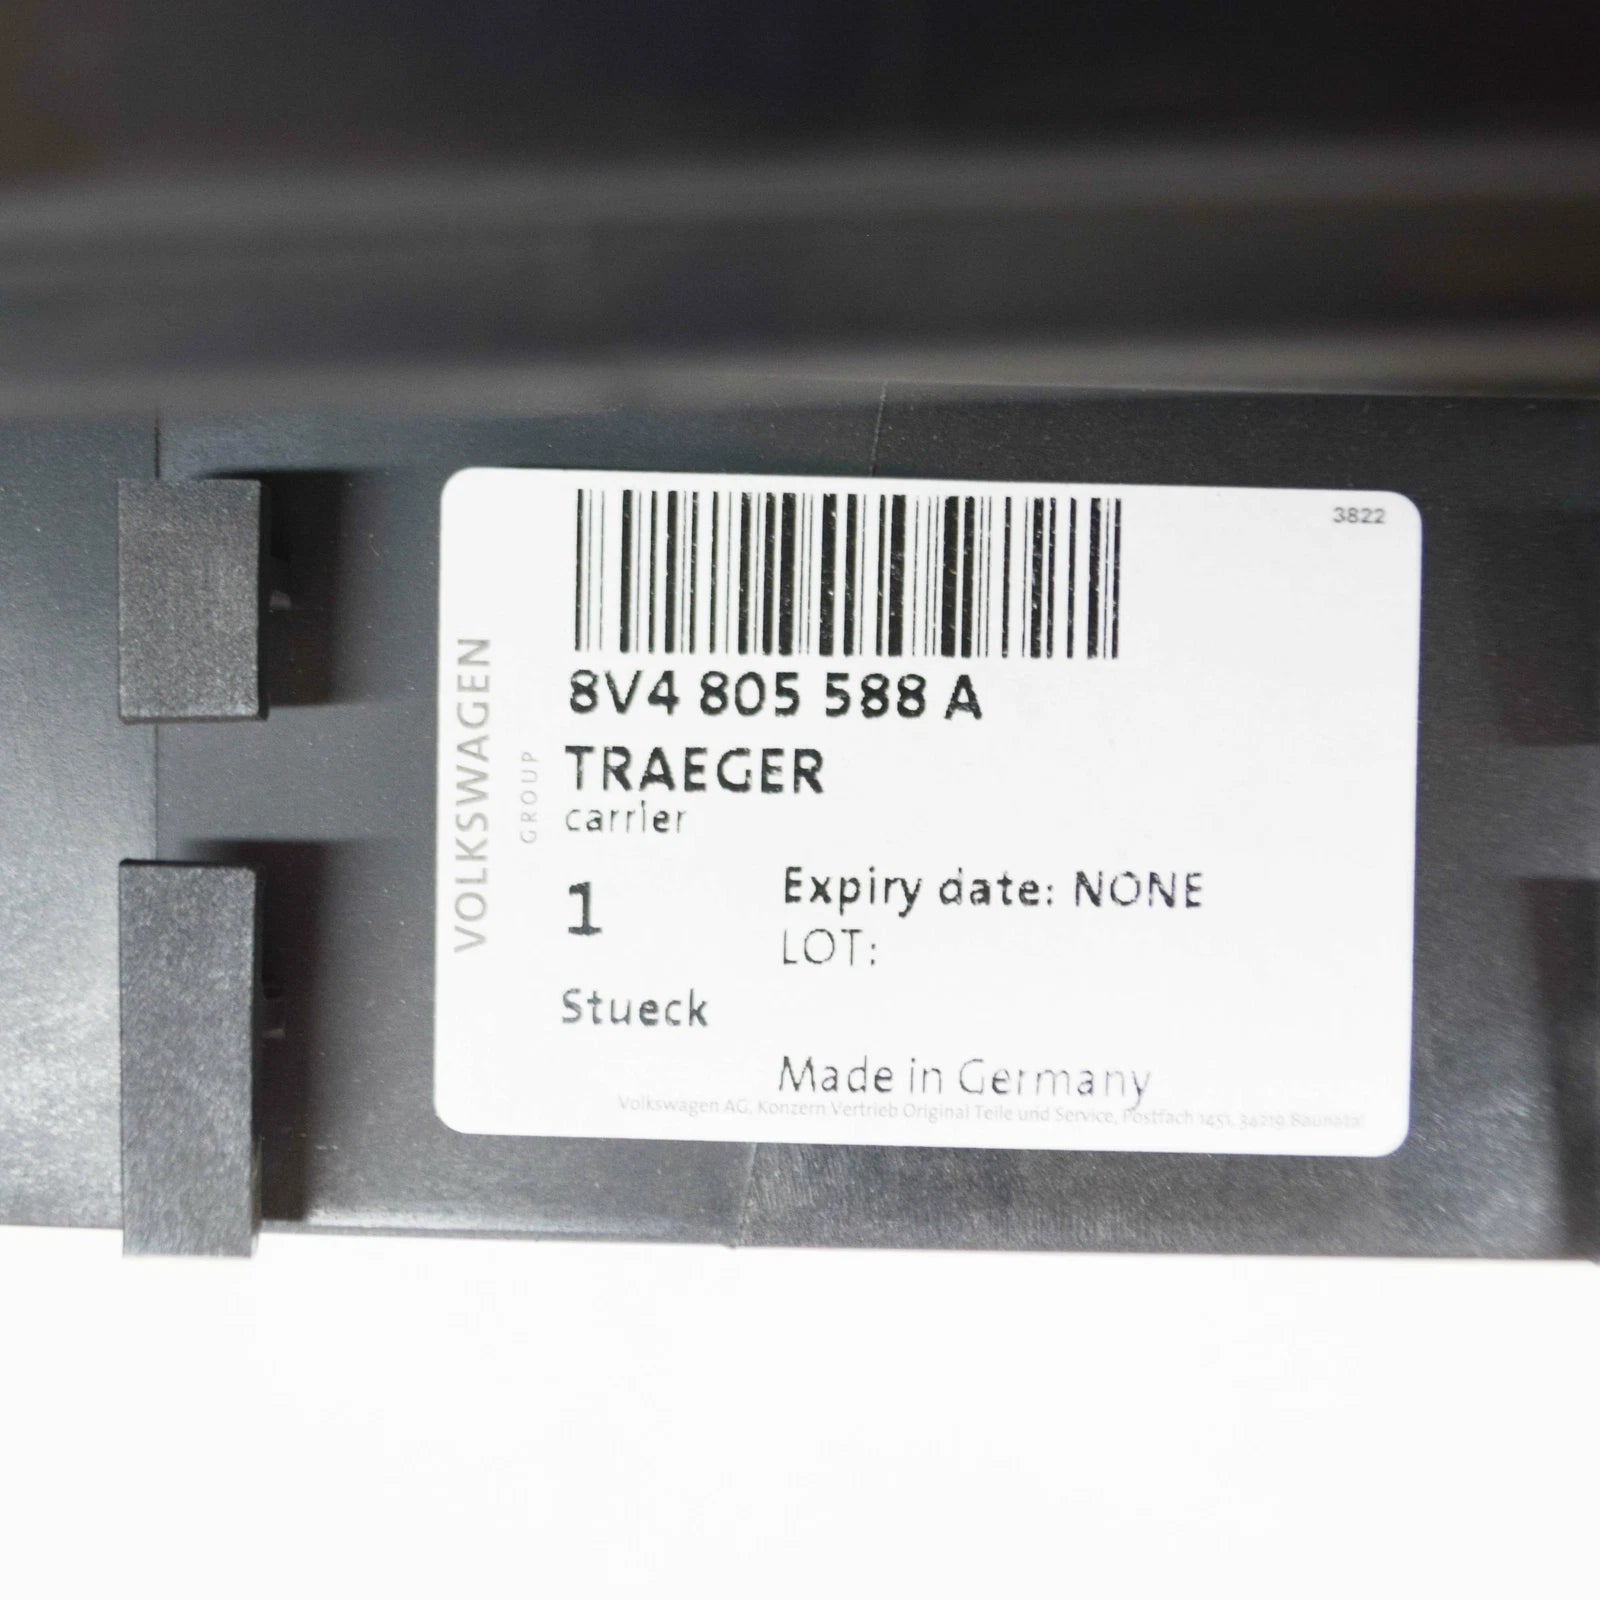 3822
8V4 805 588 A
TRAEGER
carrier
1
Expiry date: NONE
LOT:
Stueck
Made in Germany
Volkswagen AG, Konzern Vertrieb Original Teile und Service, Postfach 1451, 34219 Baunatal
VOLKSWAGEN
GROUP